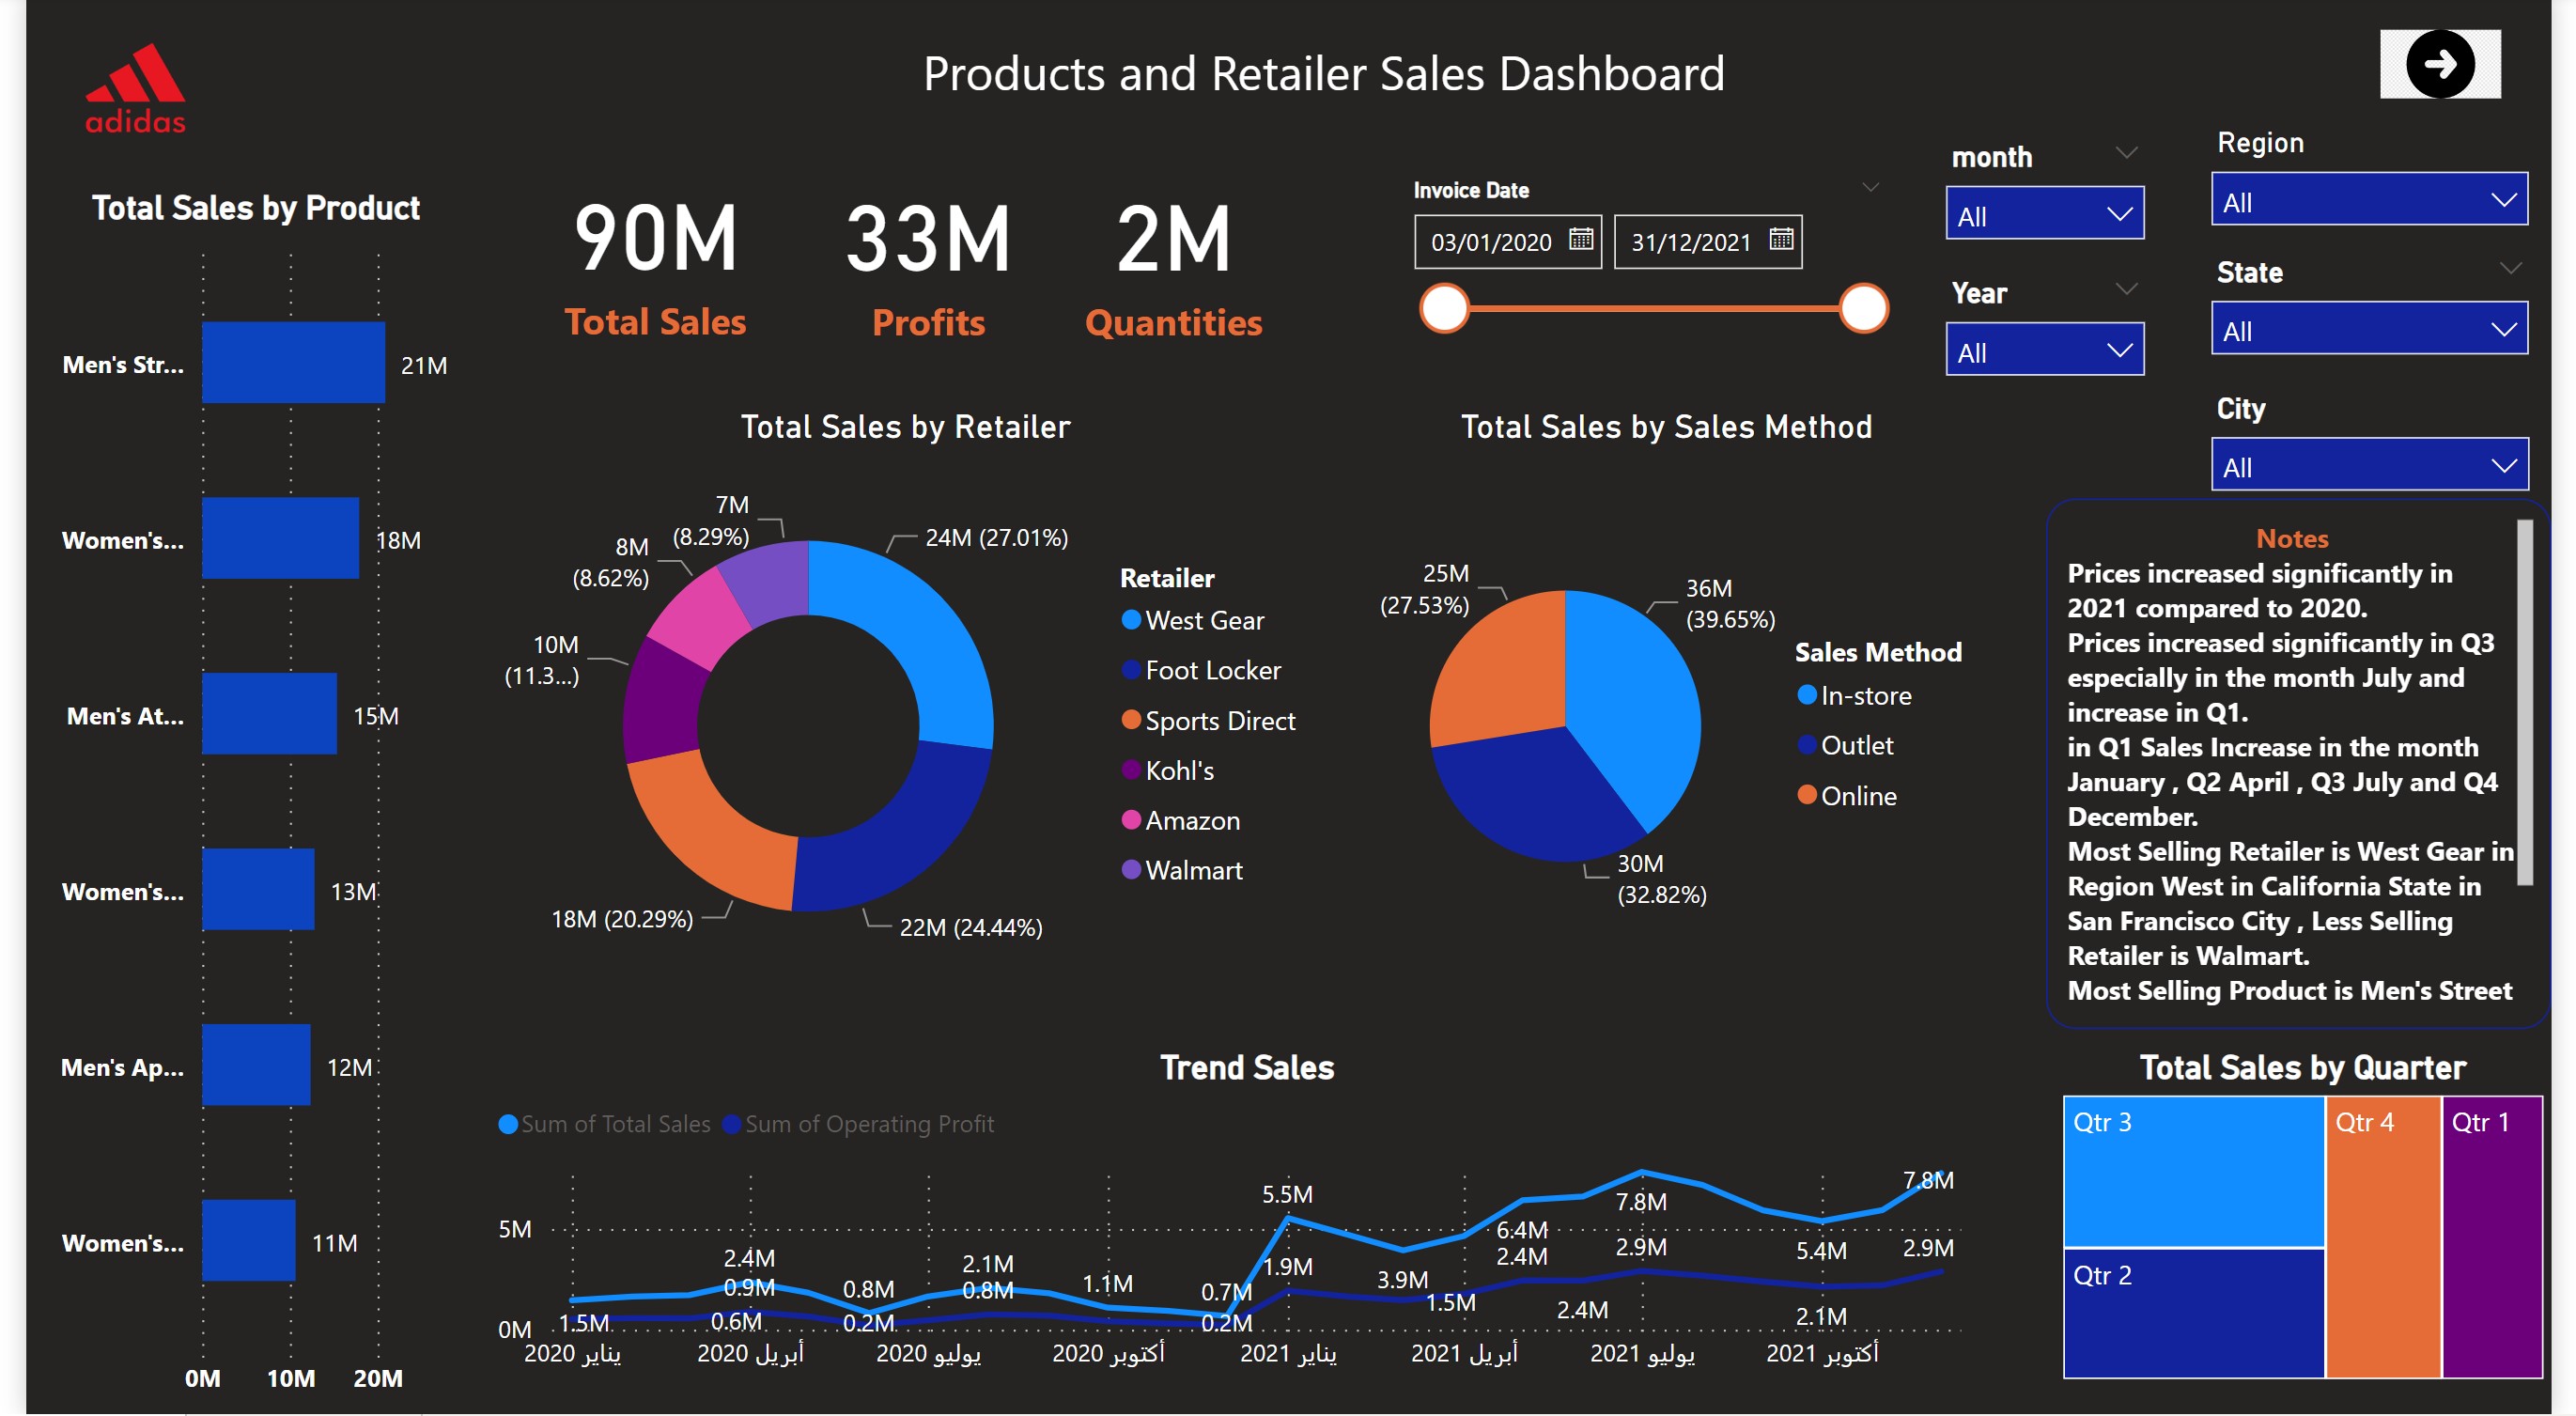 adidas
Products and Retailer Sales Dashboard
Total Sales by Product
Men's Str...
21M
Women's...
18M
Men's At...
15M
Women's...
13M
Men's Ap...
12M
Women's...
11M
0M
10M
20M
90M
Total Sales
33M
Profits
2M
Quantities
Invoice Date
03/01/2020
31/12/2021
month
All
Year
All
Region
All
State
All
City
All
Total Sales by Retailer
24M (27.01%)
22M (24.44%)
18M (20.29%)
10M
(11.3...)
8M
(8.62%)
7M
(8.29%)
Retailer
West Gear
Foot Locker
Sports Direct
Kohl's
Amazon
Walmart
Total Sales by Sales Method
36M
(39.65%)
30M
(32.82%)
25M
(27.53%)
Sales Method
In-store
Outlet
Online
Notes
Prices increased significantly in
2021 compared to 2020.
Prices increased significantly in Q3
especially in the month July and
increase in Q1.
in Q1 Sales Increase in the month
January , Q2 April , Q3 July and Q4
December.
Most Selling Retailer is West Gear in
Region West in California State in
San Francisco City , Less Selling
Retailer is Walmart.
Most Selling Product is Men's Street
Trend Sales
Sum of Total Sales
Sum of Operating Profit
5M
0M
1.5M
2.4M
0.9M
0.6M
0.8M
0.2M
2.1M
0.8M
1.1M
0.7M
0.2M
5.5M
1.9M
3.9M
1.5M
6.4M
2.4M
2.4M
7.8M
2.9M
5.4M
2.1M
7.8M
2.9M
يناير 2020
أبريل 2020
يوليو 2020
أكتوبر 2020
يناير 2021
أبريل 2021
يوليو 2021
أكتوبر 2021
Total Sales by Quarter
Qtr 3
Qtr 4
Qtr 1
Qtr 2